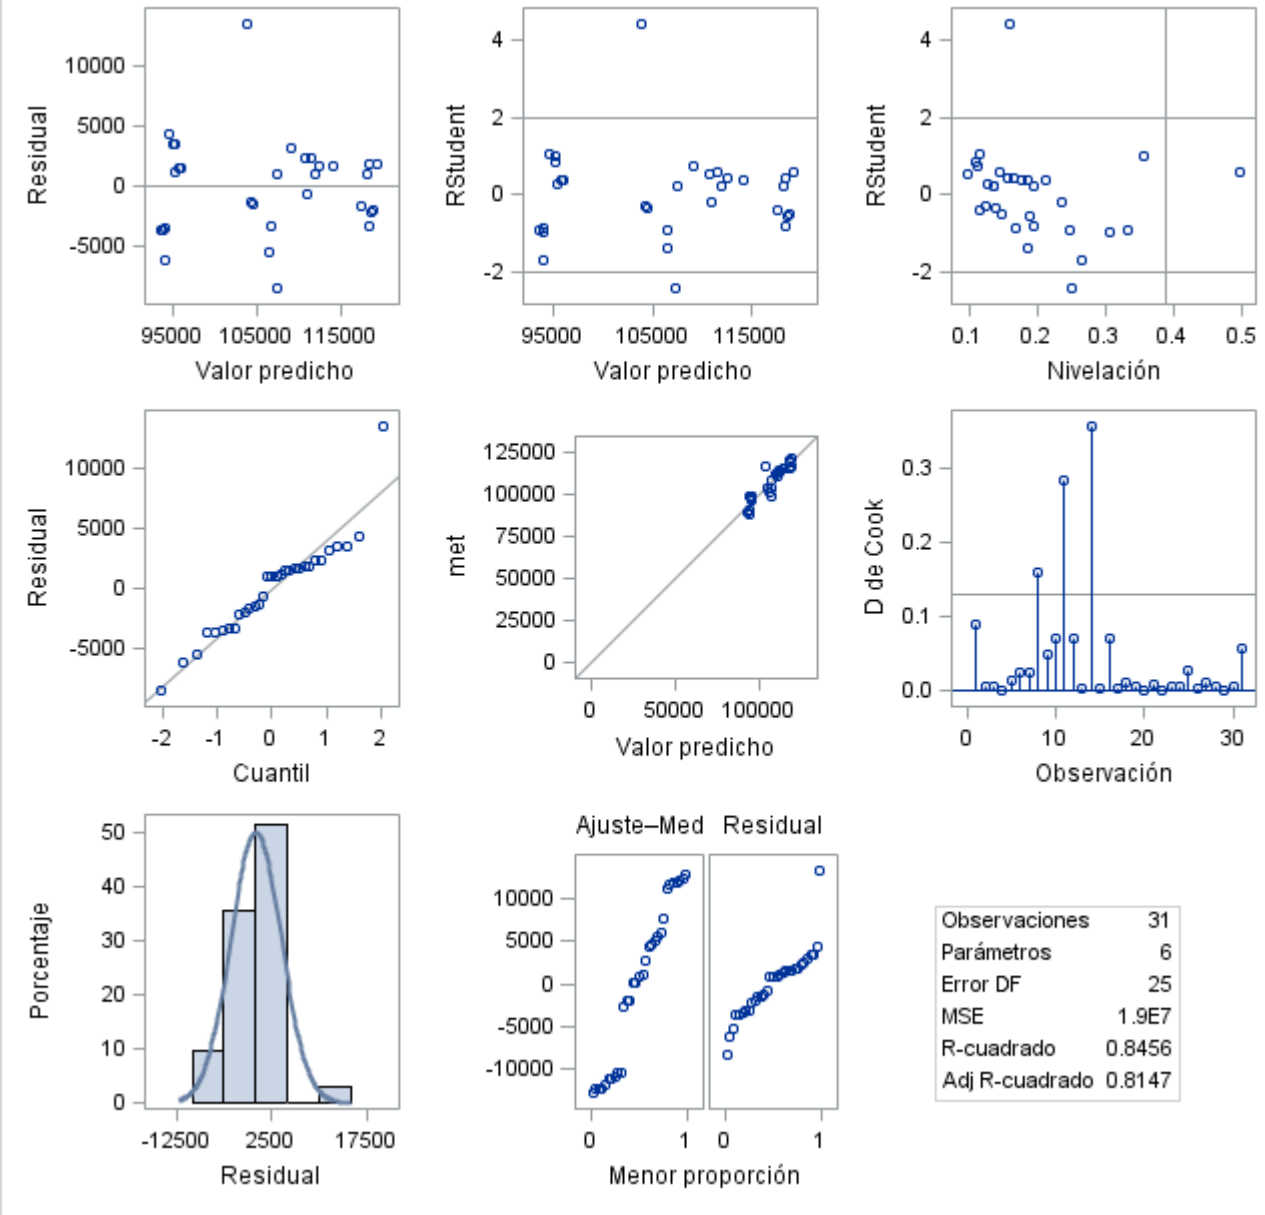 Residual
10000
5000
0
-5000
95000 105000 115000
Valor predicho
RStudent
4
2
0
-2
95000 105000 115000
Valor predicho
RStudent
4
2
0
-2
0.1 0.2 0.3 0.4 0.5
Nivelación
Residual
10000
5000
0
-5000
-2 -1 0 1 2
Cuantil
met
125000
100000
75000
50000
25000
0
0 50000 100000
Valor predicho
D de Cook
0.3
0.2
0.1
0.0
0 10 20 30
Observación
Porcentaje
50
40
30
20
10
0
-12500 2500 17500
Residual
Ajuste–Med Residual
10000
5000
0
-5000
-10000
0 1 0 1
Menor proporción
Observaciones 31
Parámetros 6
Error DF 25
MSE 1.9E7
R-cuadrado 0.8456
Adj R-cuadrado 0.8147